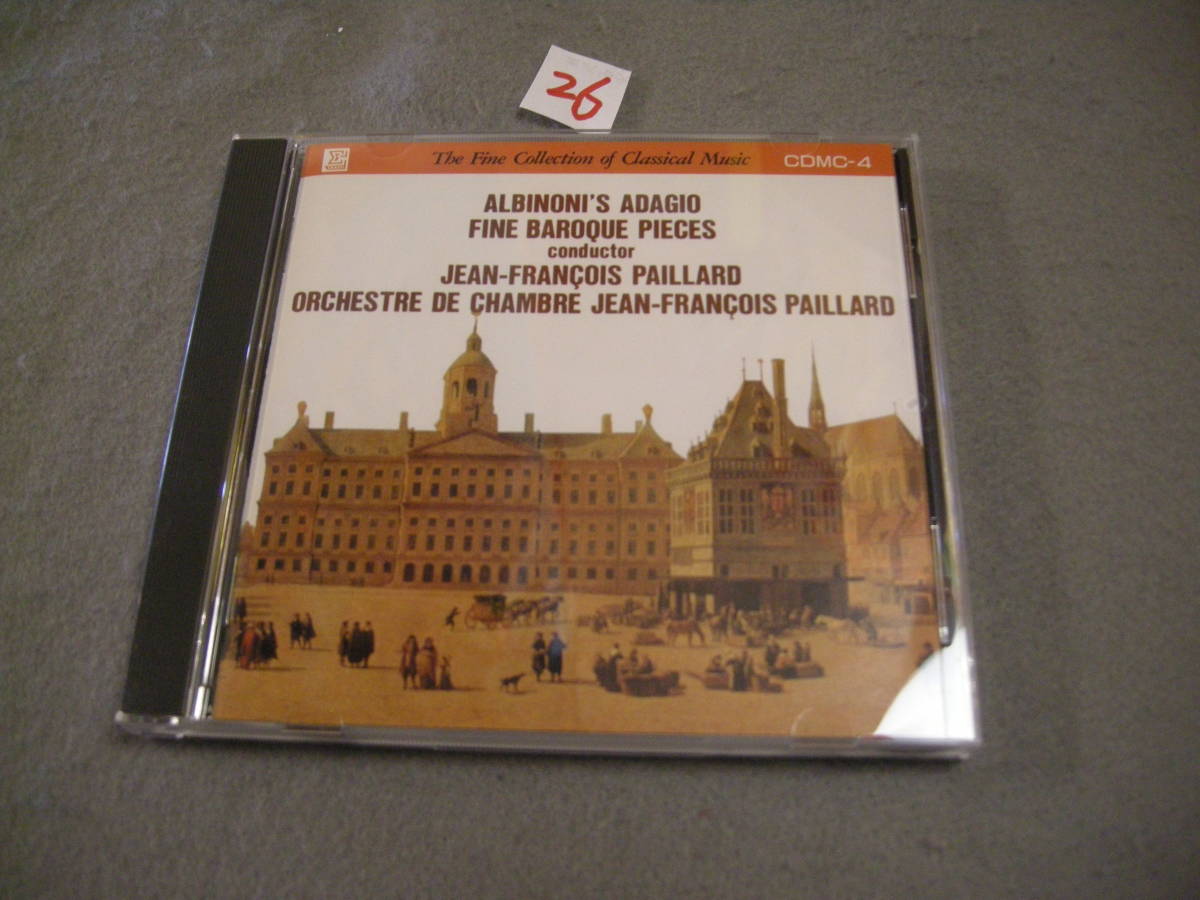 26
The Fine Collection of Classical Music CDMC-4
ALBINONI'S ADAGIO
FINE BAROQUE PIECES
conductor
JEAN-FRANÇOIS PAILLARD
ORCHESTRE DE CHAMBRE JEAN-FRANÇOIS PAILLARD